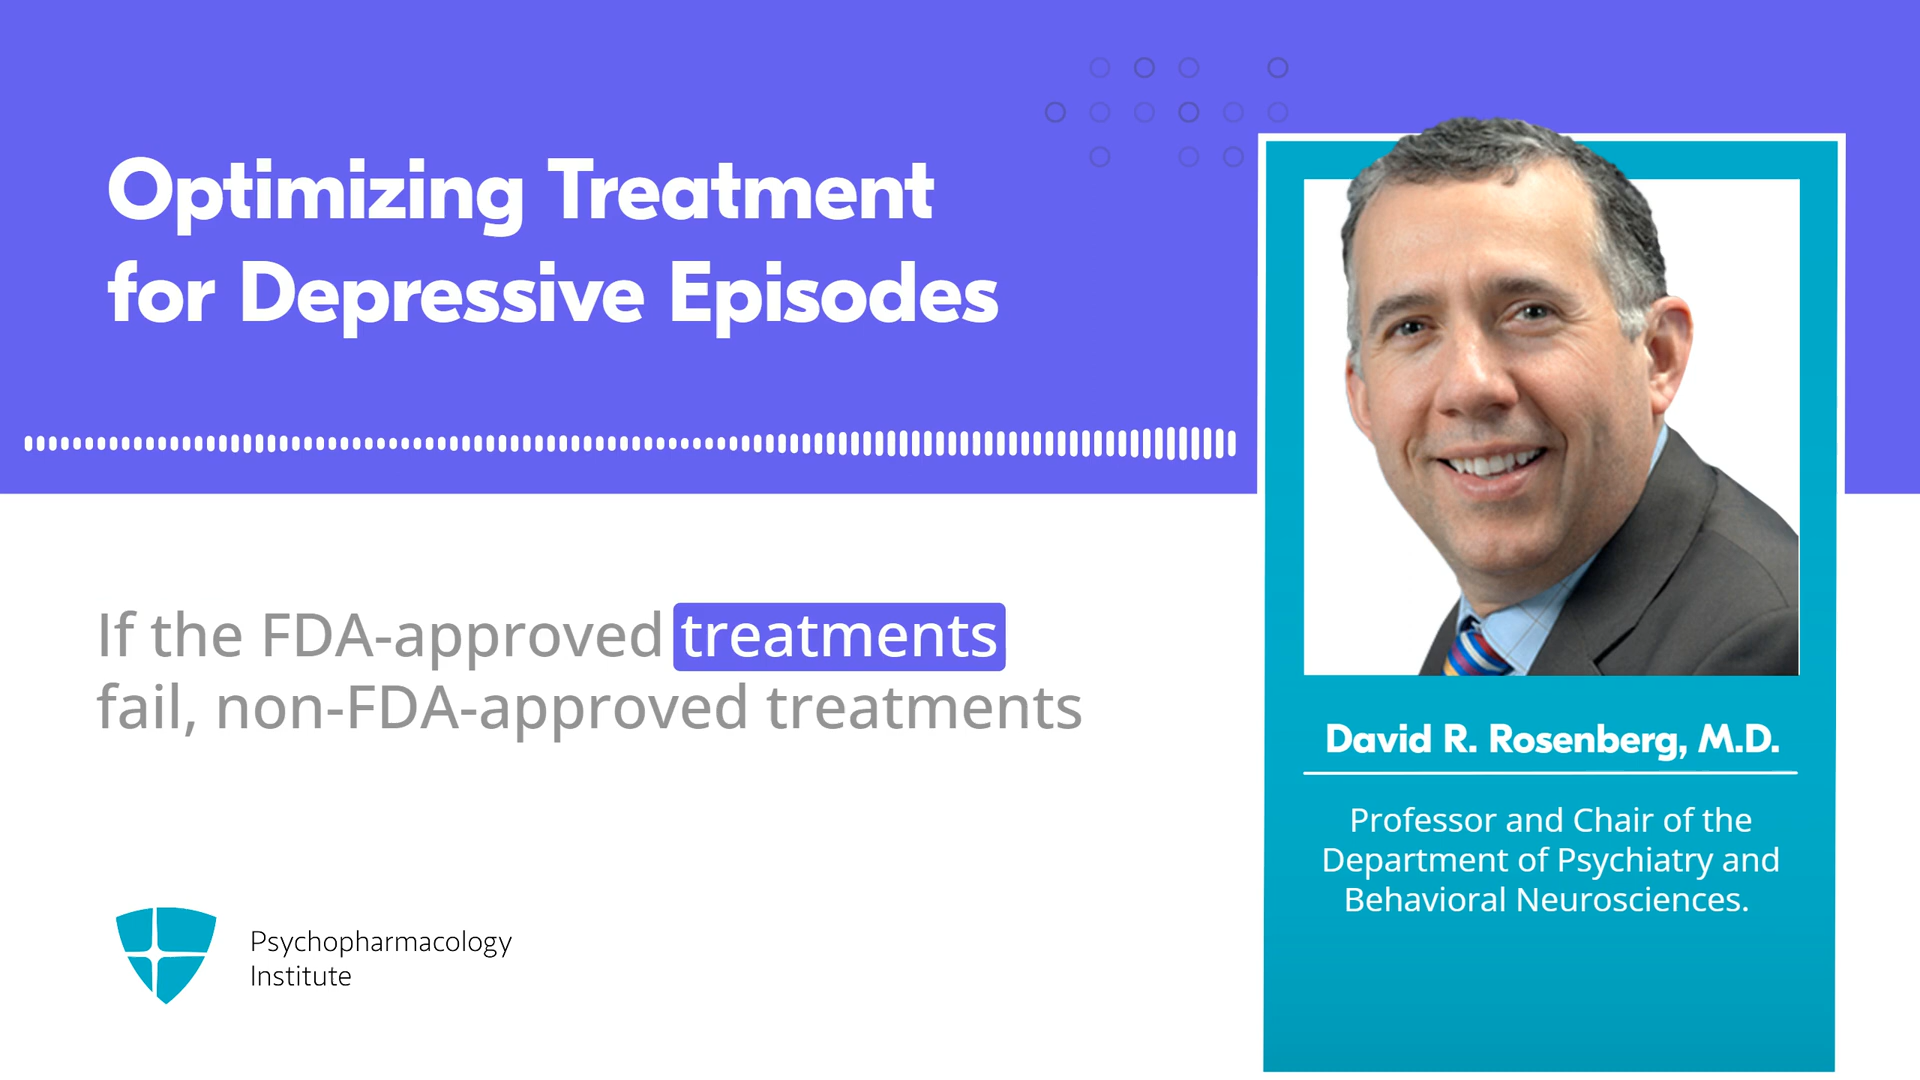 Optimizing Treatment
for Depressive Episodes
If the FDA-approved treatments
fail, non-FDA-approved treatments
Psychopharmacology
Institute
David R. Rosenberg, M.D.
Professor and Chair of the
Department of Psychiatry and
Behavioral Neurosciences.